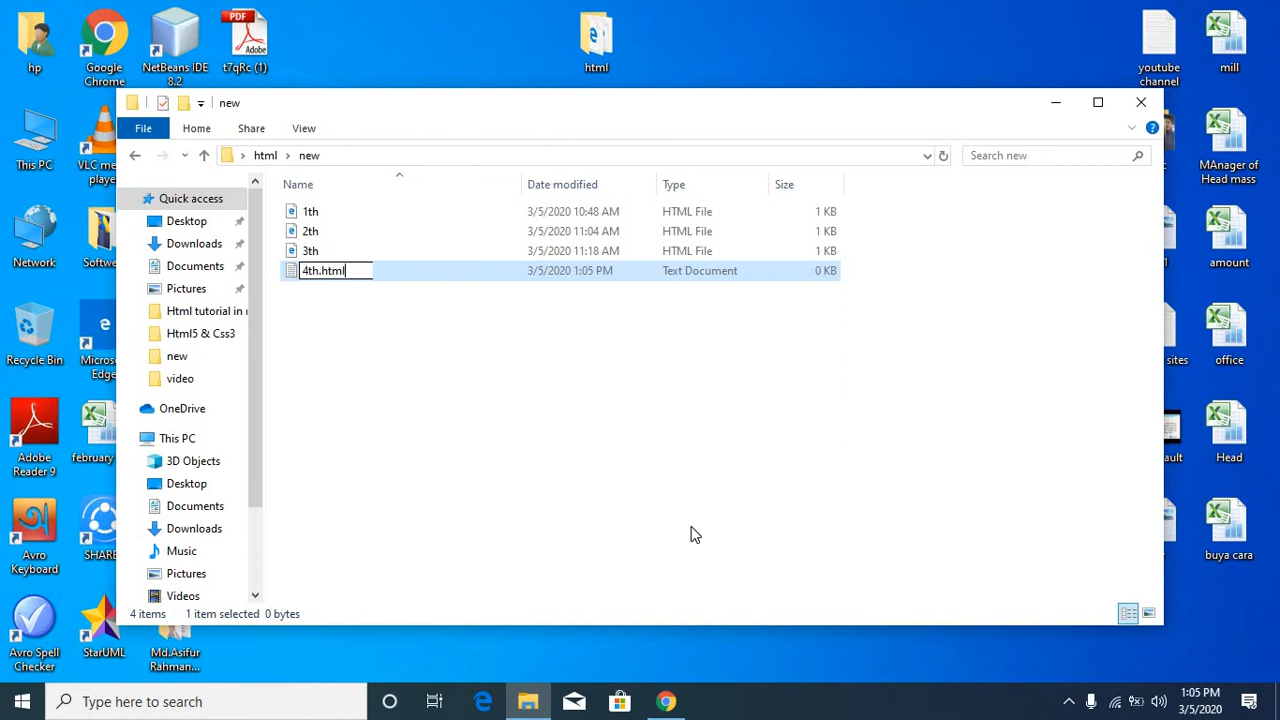 hp
Google
Chrome
NetBeans IDE
8.2
PDF
Adobe
t7qRc (1)
html
youtube
channel
mill
new
File
Home
Share
View
This PC
VLC me
playe
html
new
Search new
MAnager of
Head mass
Quick access
Name
Date modified
Type
Size
Desktop
1th
3/5/2020 10:48 AM
HTML File
1 KB
Downloads
2th
3/5/2020 11:04 AM
HTML File
1 KB
3th
3/5/2020 11:18 AM
HTML File
1 KB
4th.html
3/5/2020 1:05 PM
Text Document
0 KB
Network
Softwe
Documents
amount
Pictures
Html tutorial in
Html5 & Css3
new
video
Recycle Bin
Micros
Edge
sites
office
OneDrive
This PC
3D Objects
Desktop
Documents
Downloads
Music
Pictures
Videos
Adobe
Reader 9
february
ault
Head
Avro
Keyboard
SHARE
buya cara
4 items
1 item selected
0 bytes
Avro Spell
Checker
StarUML
Md.Asifur
Rahman...
Type here to search
1:05 PM
3/5/2020